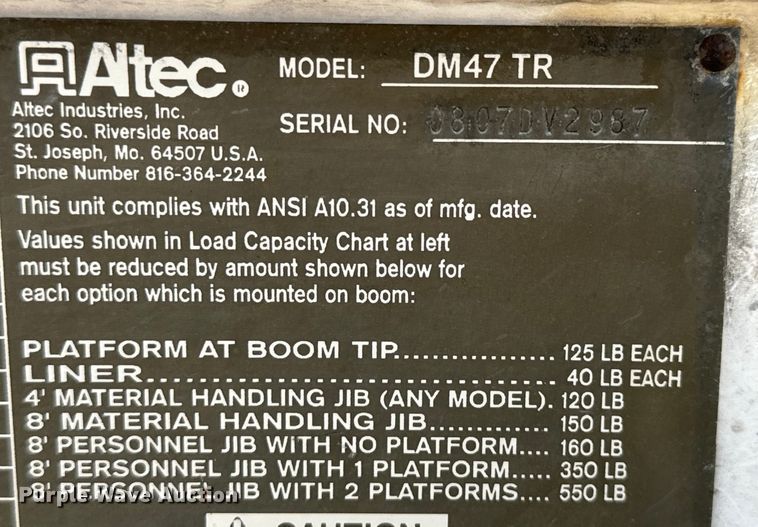 Altec® MODEL: DM47 TR
Altec Industries, Inc.
2106 So. Riverside Road
St. Joseph, Mo. 64507 U.S.A.
Phone Number 816-364-2244
SERIAL NO: 0807DV2987
This unit complies with ANSI A10.31 as of mfg. date.
Values shown in Load Capacity Chart at left
must be reduced by amount shown below for
each option which is mounted on boom:
PLATFORM AT BOOM TIP................ 125 LB EACH
LINER.......................................... 40 LB EACH
4' MATERIAL HANDLING JIB (ANY MODEL). 120 LB
8' MATERIAL HANDLING JIB............. 150 LB
8' PERSONNEL JIB WITH NO PLATFORM.... 160 LB
8' PERSONNEL JIB WITH 1 PLATFORM..... 350 LB
8' PERSONNEL JIB WITH 2 PLATFORMS.... 550 LB
Purple Wave Auction
CAUTION
Purple Wave Auction